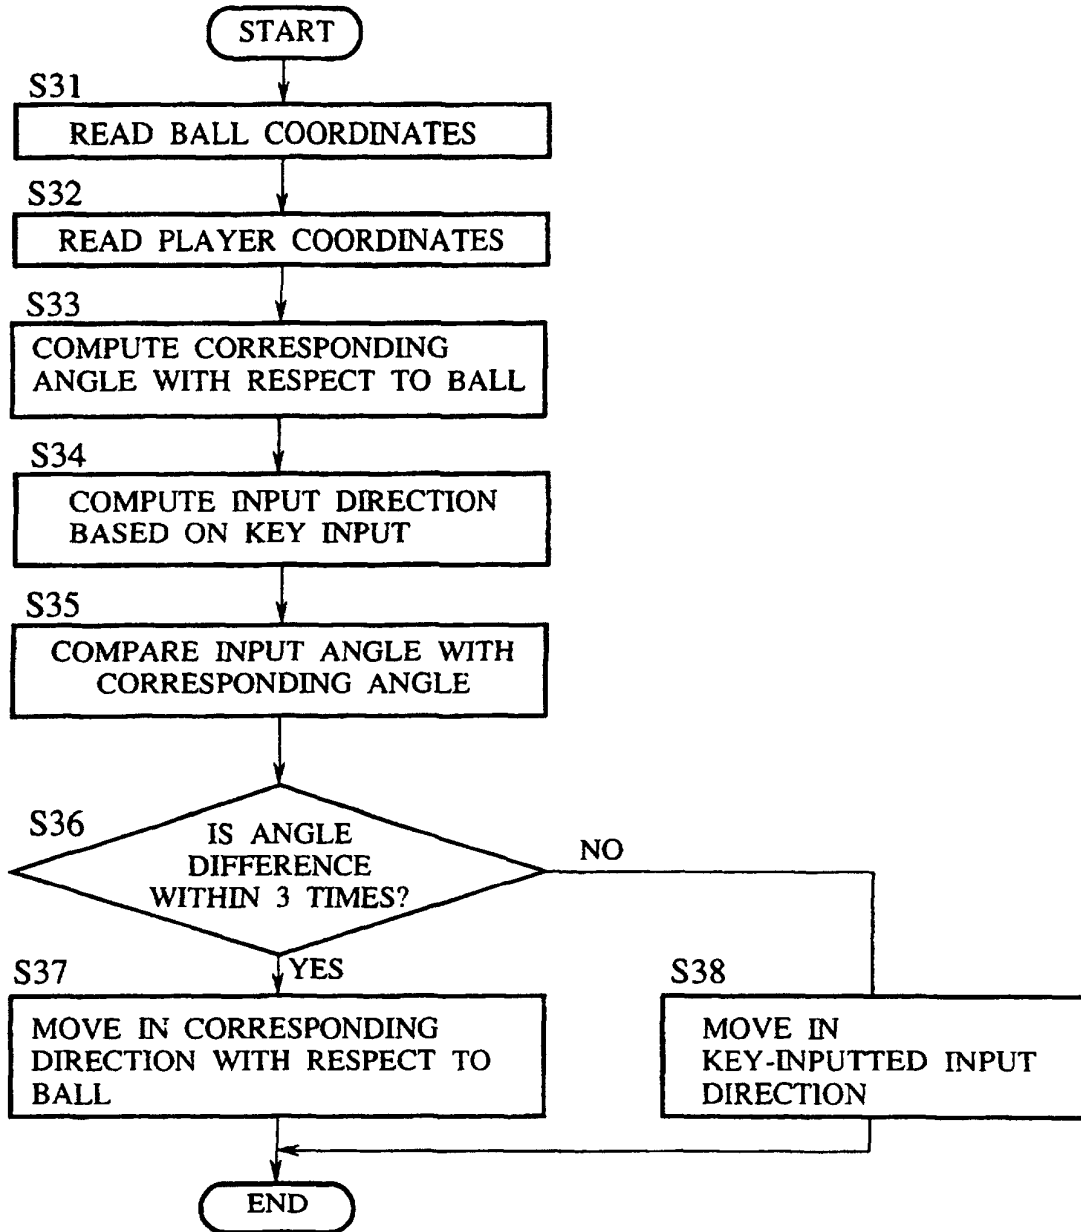 START
S31
READ BALL COORDINATES
S32
READ PLAYER COORDINATES
S33
COMPUTE CORRESPONDING
ANGLE WITH RESPECT TO BALL
S34
COMPUTE INPUT DIRECTION
BASED ON KEY INPUT
S35
COMPARE INPUT ANGLE WITH
CORRESPONDING ANGLE
S36
IS ANGLE
DIFFERENCE
WITHIN 3 TIMES?
NO
YES
S37
MOVE IN CORRESPONDING
DIRECTION WITH RESPECT TO
BALL
S38
MOVE IN
KEY-INPUTTED INPUT
DIRECTION
END